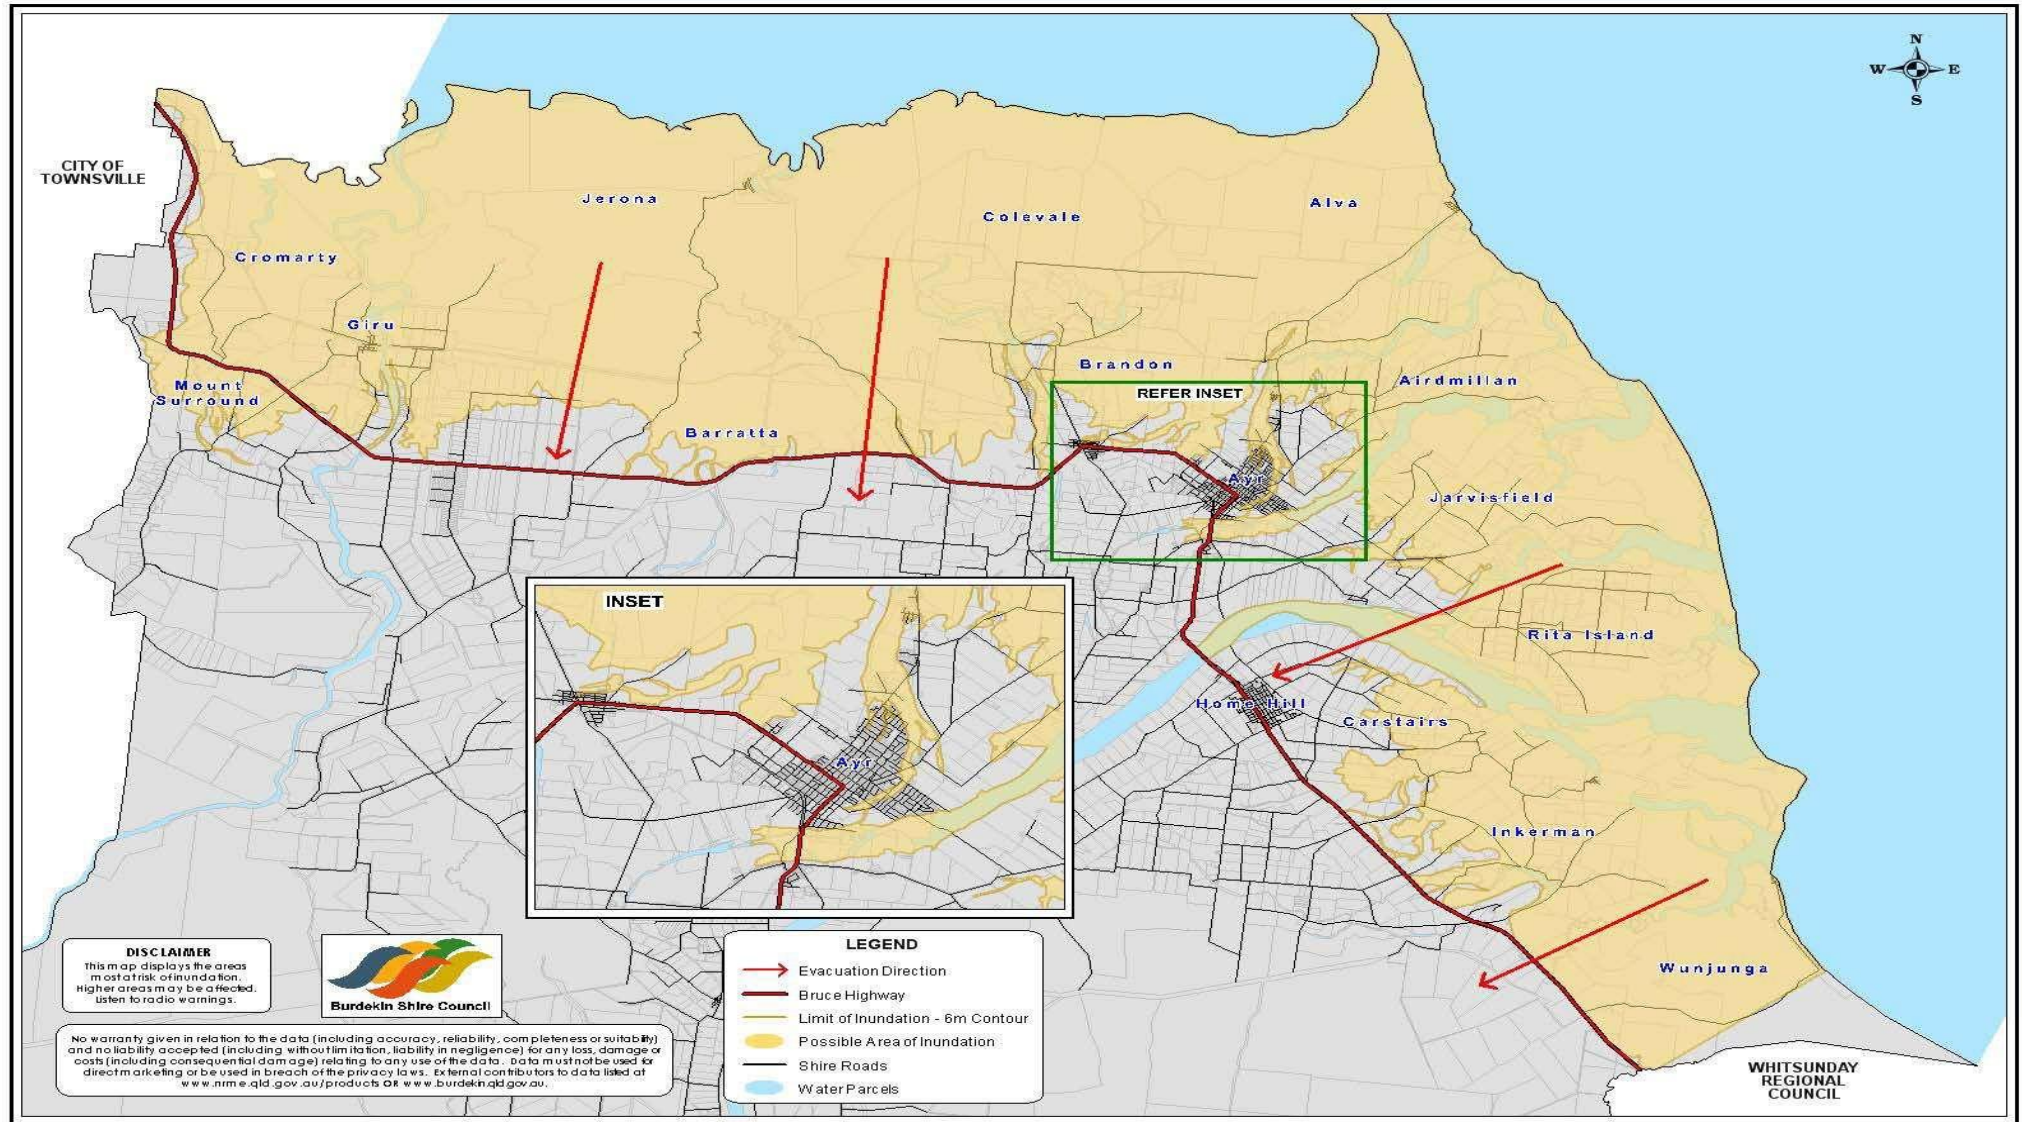 N
W E
S
CITY OF
TOWNSVILLE
Jerona
Colevale
Alva
Cromarty
Giru
Mount
Surround
Barratta
Brandon
REFER INSET
Airdmillan
Ayr
Jarvisfield
Rita Island
Home Hill
Carstairs
Inkerman
Wunjunga
INSET
Ayr
DISCLAIMER
This map displays the areas
most at risk of inundation.
Higher areas may be affected.
Listen to radio warnings.
Burdekin Shire Council
No warranty given in relation to the data (including accuracy, reliability, completeness or suitability)
and no liability accepted (including without limitation, liability in negligence) for any loss, damage or
costs (including consequential damage) relating to any use of the data. Data must not be used for
direct marketing or be used in breach of the privacy laws. External contributors to data listed at
www.nrme.qld.gov.au/products OR www.burdekin.qld.gov.au.
LEGEND
Evacuation Direction
Bruce Highway
Limit of Inundation - 6m Contour
Possible Area of Inundation
Shire Roads
Water Parcels
WHITSUNDAY
REGIONAL
COUNCIL